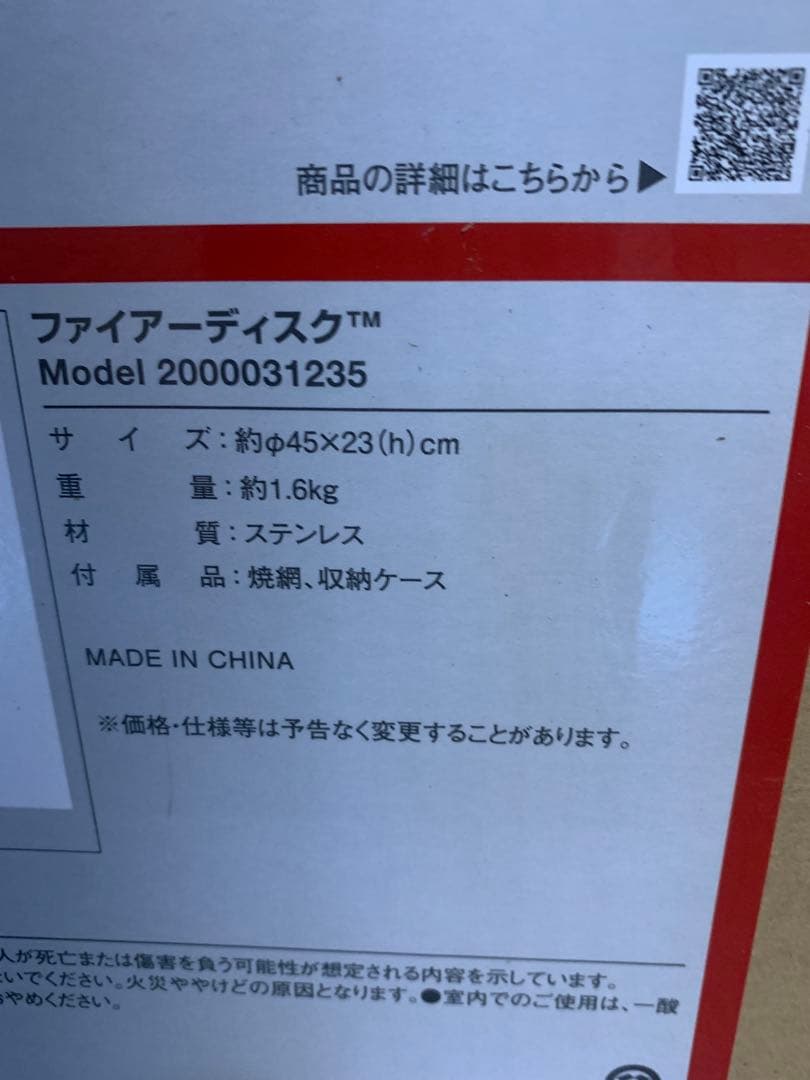 商品の詳細はこちらから▶
ファイアーディスク™
Model 2000031235
サイズ：約φ45×23（h）cm
重量：約1.6kg
材質：ステンレス
付属品：焼網、収納ケース
MADE IN CHINA
※価格・仕様等は予告なく変更することがあります。
人が死亡または傷害を負う可能性が想定される内容を示しています。
いでください。火災ややけどの原因となります。●室内でのご使用は、一酸
おやめください。